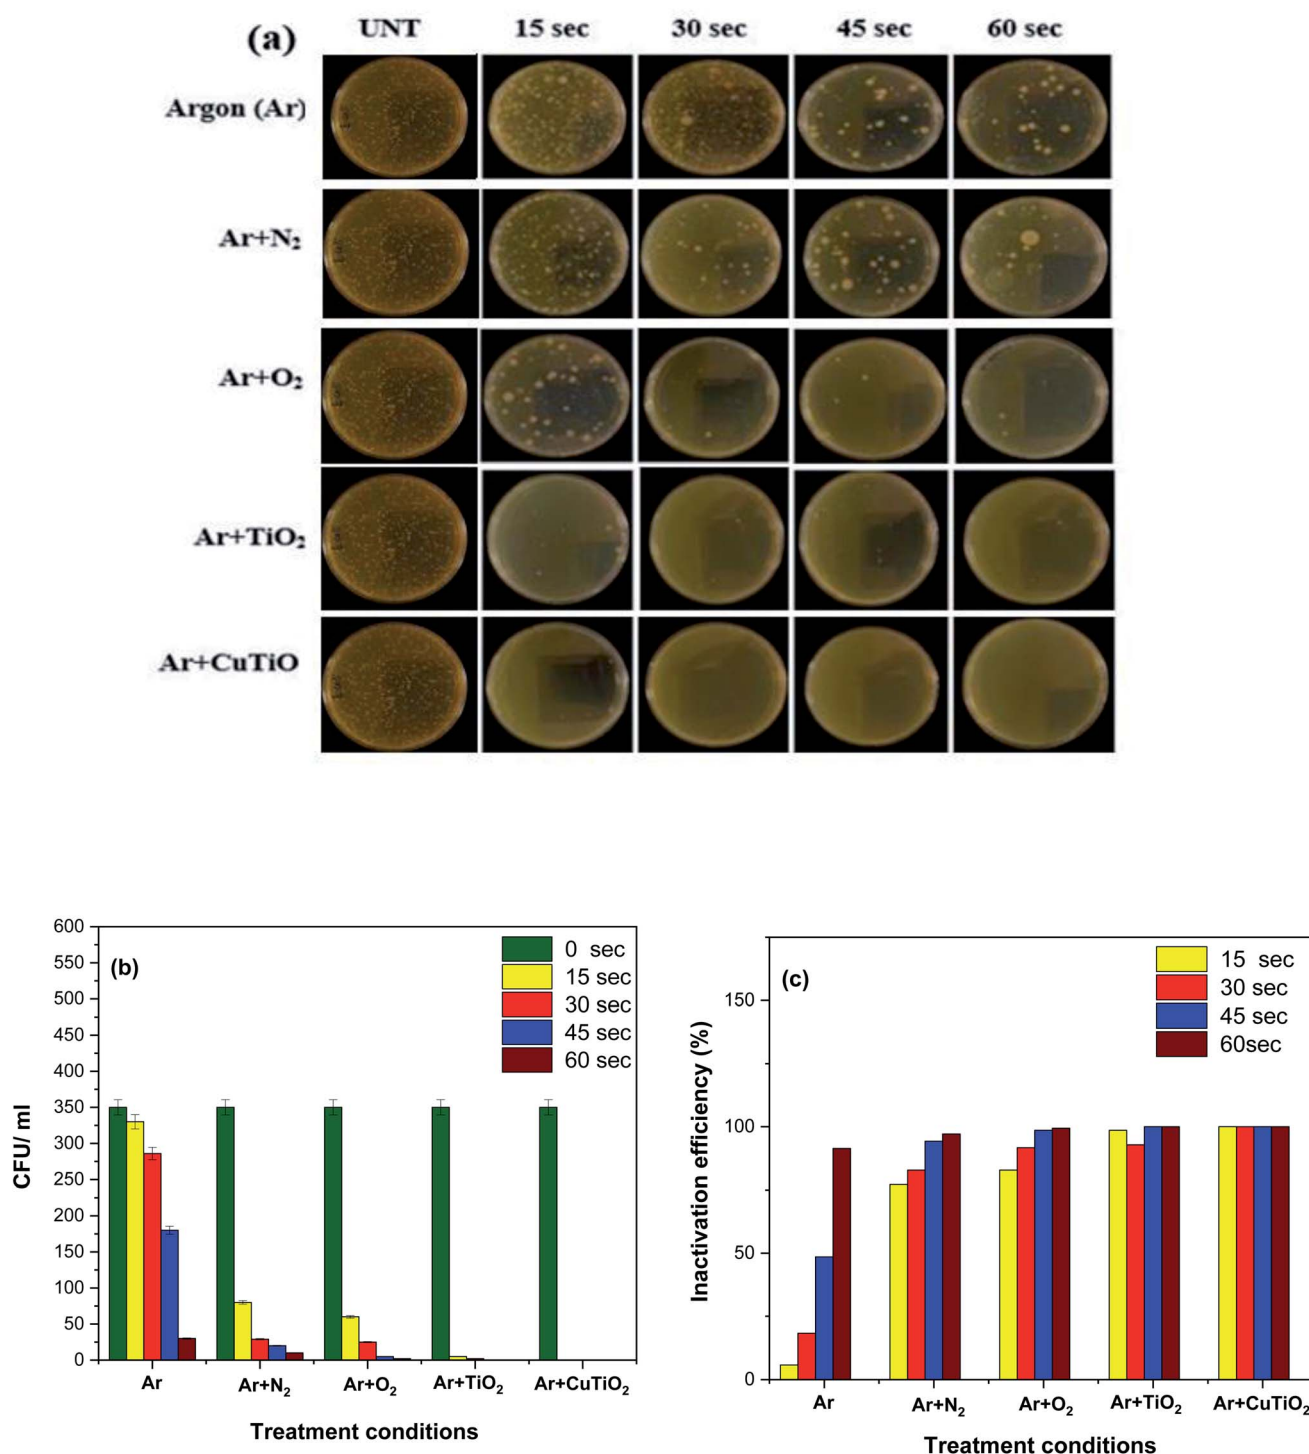 (a) UNT 15 sec 30 sec 45 sec 60 sec
Argon (Ar)
Ar+N₂
Ar+O₂
Ar+TiO₂
Ar+CuTiO
(b)
0 sec
15 sec
30 sec
45 sec
60 sec
CFU/ ml
600
550
500
450
400
350
300
250
200
150
100
50
0
Ar Ar+N₂ Ar+O₂ Ar+TiO₂ Ar+CuTiO₂
Treatment conditions
(c)
15 sec
30 sec
45 sec
60sec
Inactivation efficiency (%)
150
100
50
0
Ar Ar+N₂ Ar+O₂ Ar+TiO₂ Ar+CuTiO₂
Treatment conditions